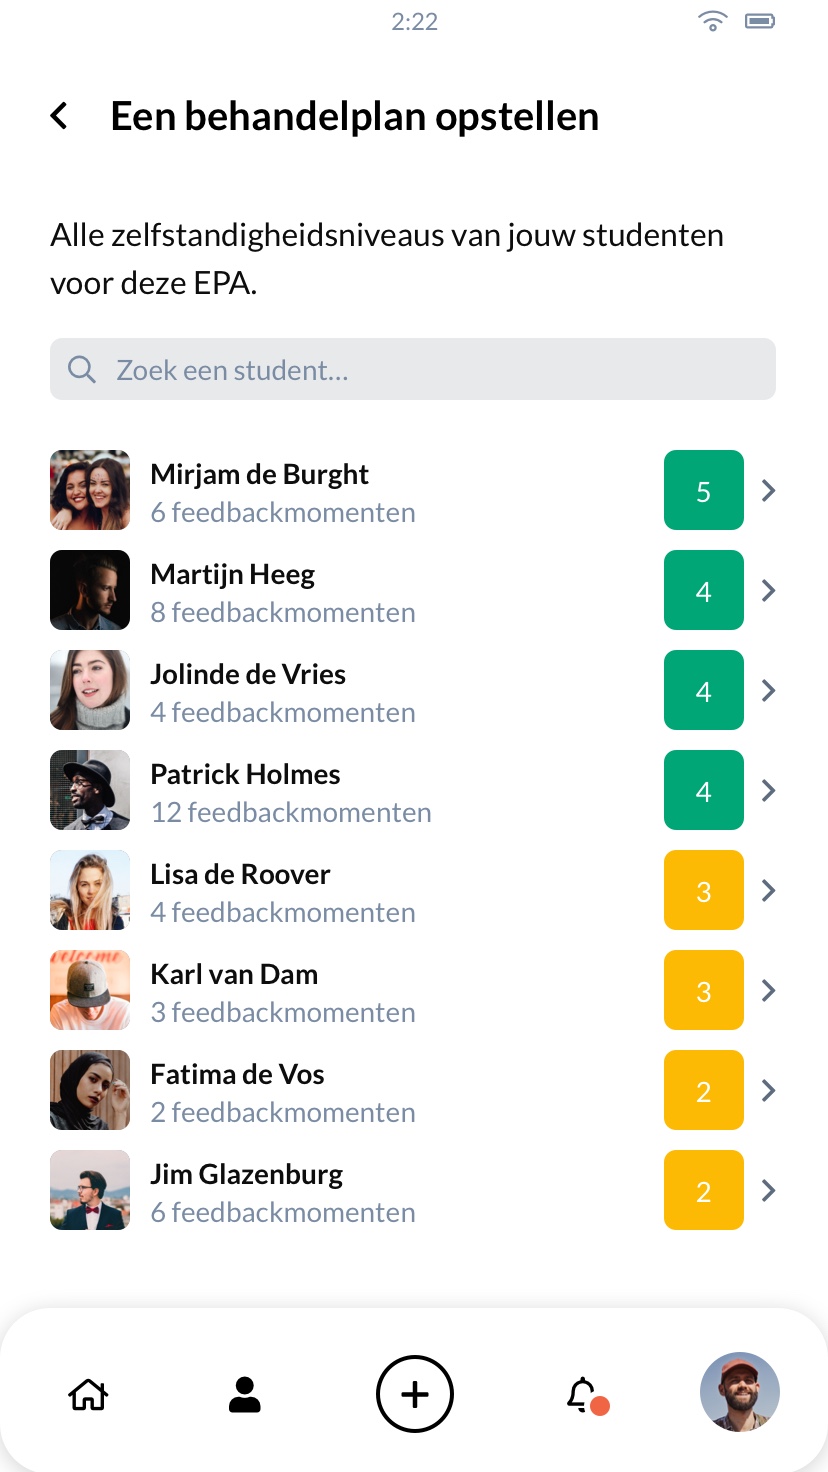 2:22
Een behandelplan opstellen
Alle zelfstandigheidsniveaus van jouw studenten
voor deze EPA.
Zoek een student...
Mirjam de Burght
6 feedbackmomenten
5
Martijn Heeg
8 feedbackmomenten
4
Jolinde de Vries
4 feedbackmomenten
4
Patrick Holmes
12 feedbackmomenten
4
Lisa de Roover
4 feedbackmomenten
3
welcome
Karl van Dam
3 feedbackmomenten
3
Fatima de Vos
2 feedbackmomenten
2
Jim Glazenburg
6 feedbackmomenten
2